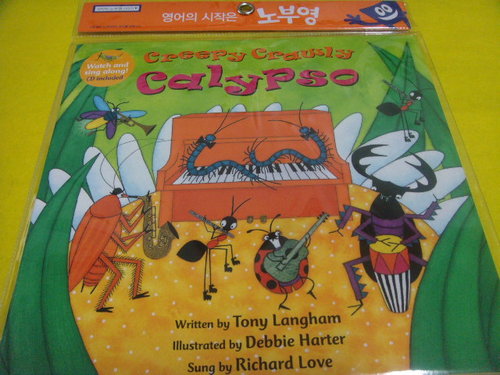 영어의 시작은 노부영
Creepy Crawly
Calypso
Watch and
sing along!
CD included
Written by Tony Langham
Illustrated by Debbie Harter
Sung by Richard Love